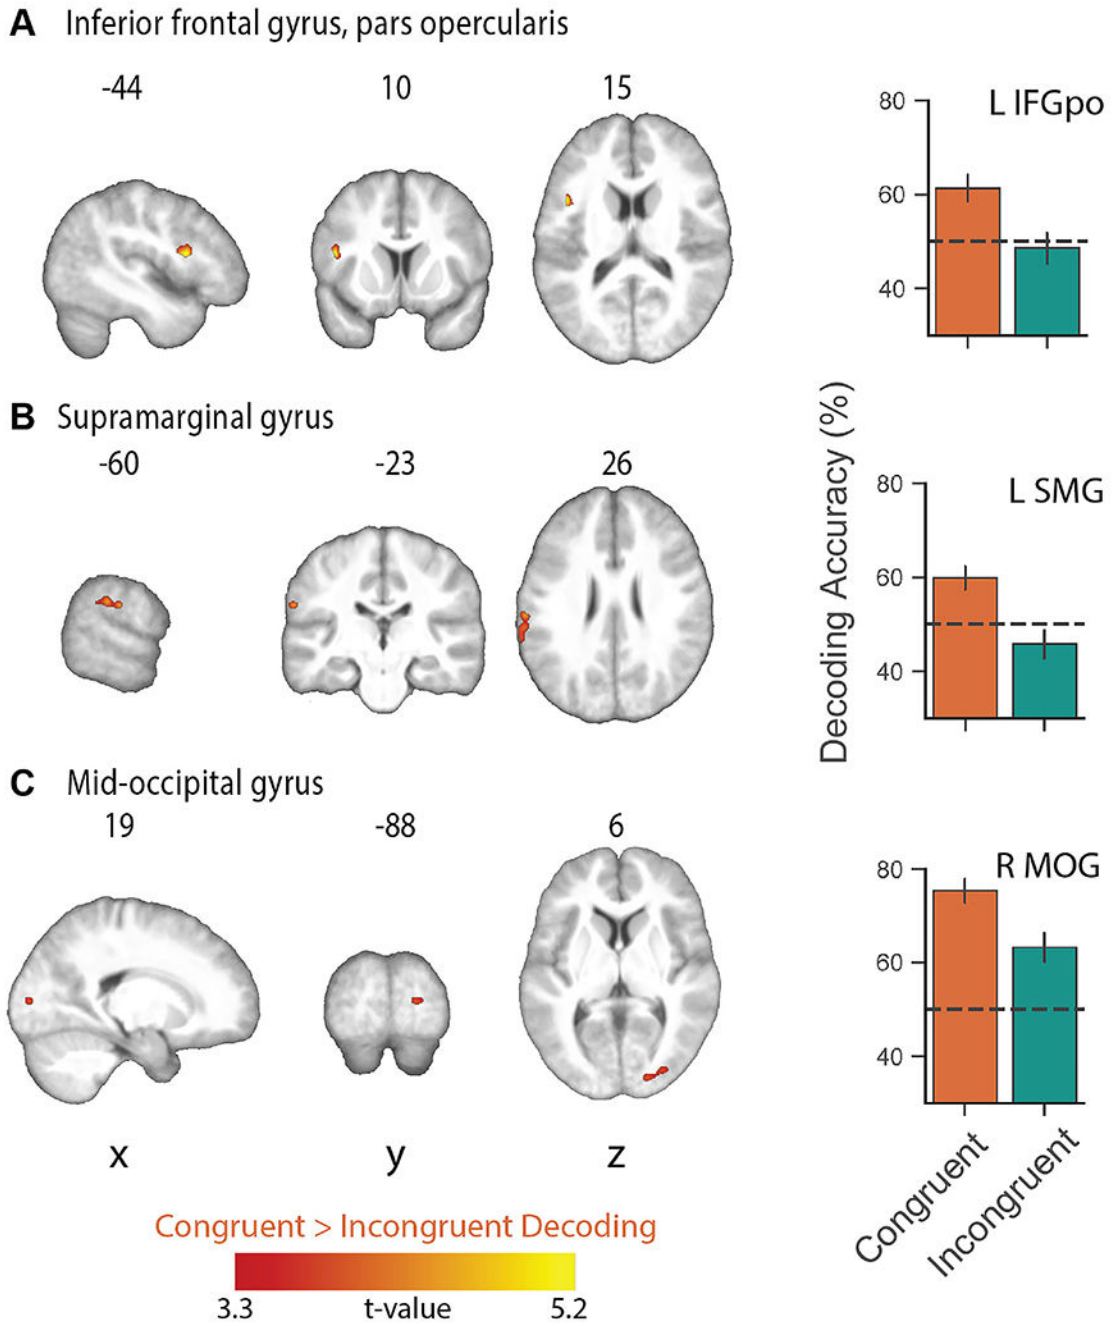 A Inferior frontal gyrus, pars opercularis
-44 10 15
80 L IFGpo
60
40
B Supramarginal gyrus
-60 -23 26
Decoding Accuracy (%)
80 L SMG
60
40
C Mid-occipital gyrus
19 -88 6
80 R MOG
60
40
x y z
Congruent Incongruent
Congruent > Incongruent Decoding
3.3 t-value 5.2